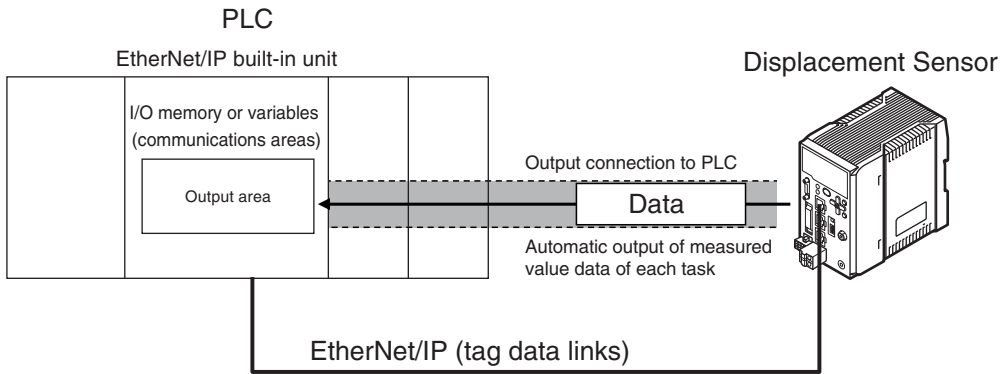 PLC
EtherNet/IP built-in unit
Displacement Sensor
I/O memory or variables
(communications areas)
Output area
Output connection to PLC
Data
Automatic output of measured
value data of each task
EtherNet/IP (tag data links)